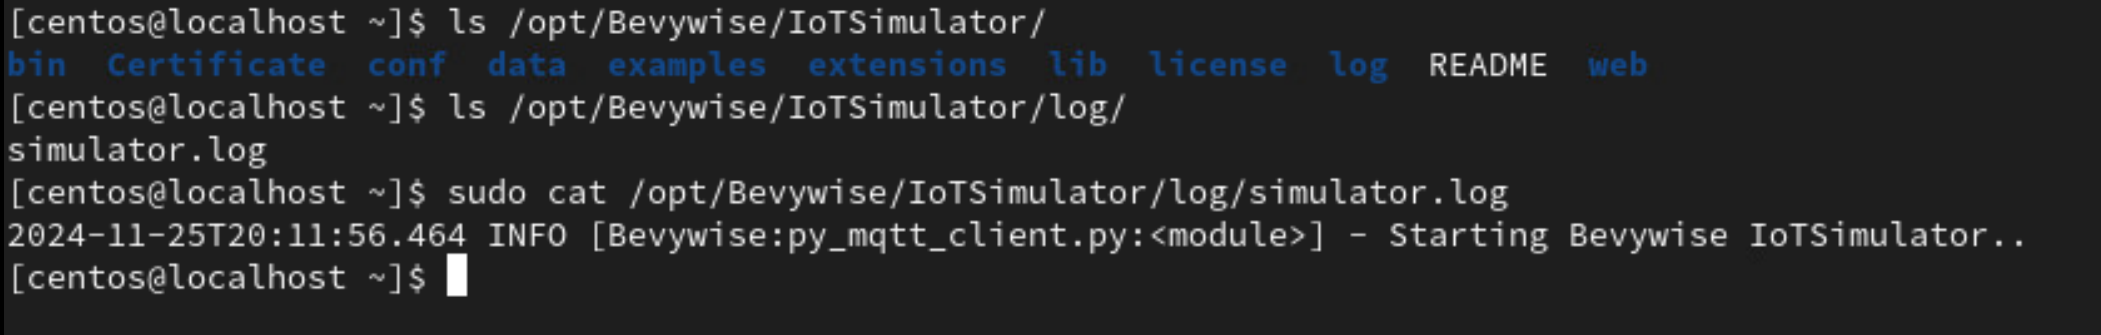 [centos@localhost ~]$ ls /opt/Bevywise/IoTSimulator/
bin  Certificate  conf  data  examples  extensions  lib  license  log  README  web
[centos@localhost ~]$ ls /opt/Bevywise/IoTSimulator/log/
simulator.log
[centos@localhost ~]$ sudo cat /opt/Bevywise/IoTSimulator/log/simulator.log
2024-11-25T20:11:56.464 INFO [Bevywise:py_mqtt_client.py:<module>] - Starting Bevywise IoTSimulator..
[centos@localhost ~]$